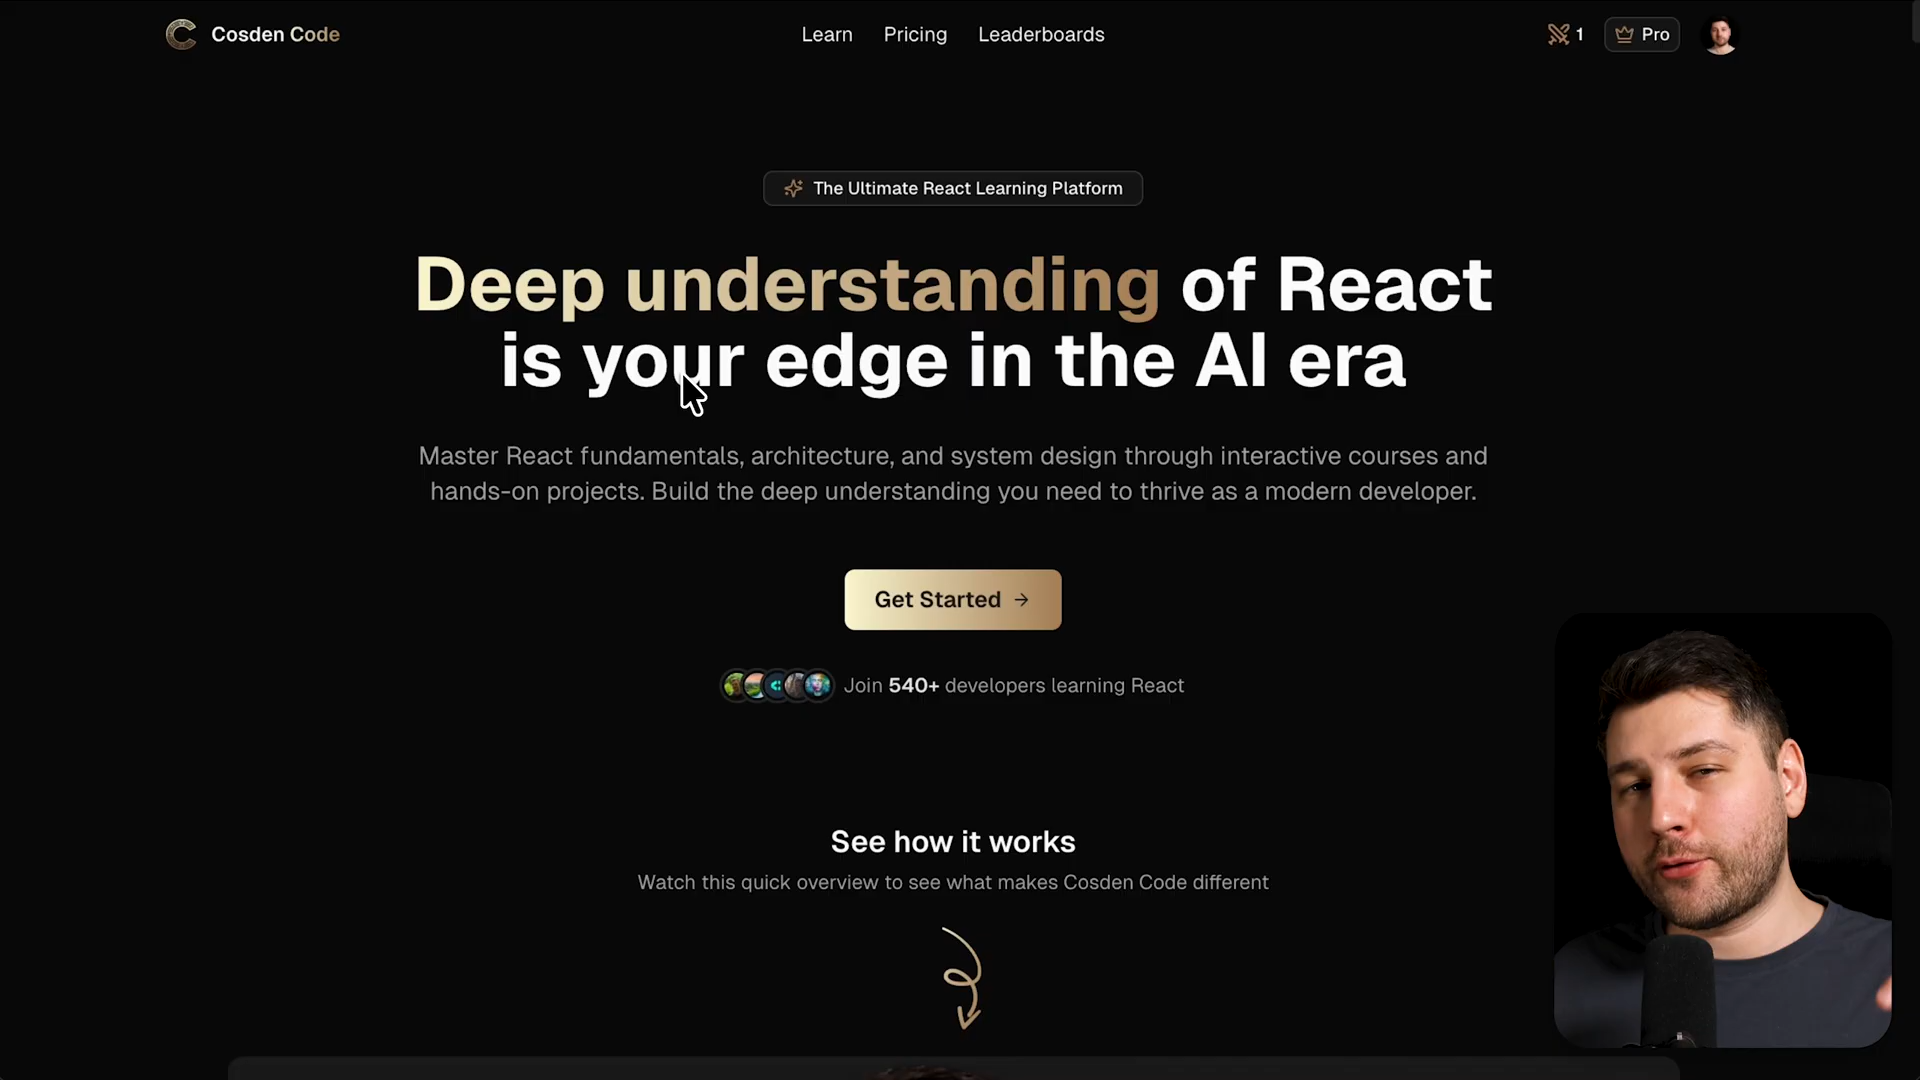 Cosden Code
Learn
Pricing
Leaderboards
1
Pro
The Ultimate React Learning Platform
Deep understanding of React
is your edge in the AI era
Master React fundamentals, architecture, and system design through interactive courses and
hands-on projects. Build the deep understanding you need to thrive as a modern developer.
Get Started →
Join 540+ developers learning React
See how it works
Watch this quick overview to see what makes Cosden Code different